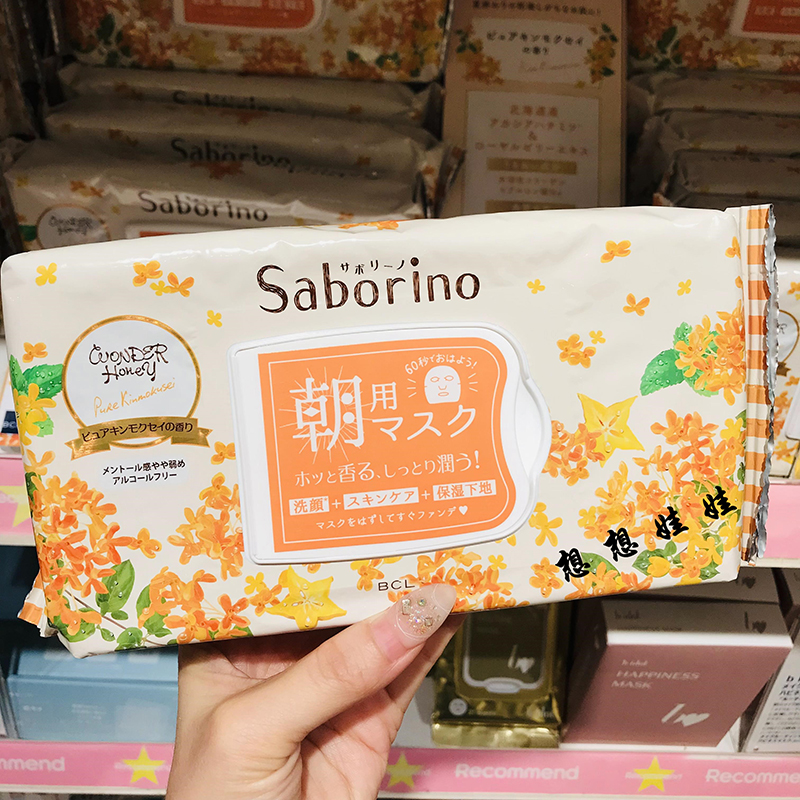 ピュアキンモクセイ
の香り
北海道産
アカシアハチミツ
&
ローヤルゼリーエキス
Saborino
Saborino
Saborino
WONDER
Honey
サボリーノ
Saborino
WONDER
HoneY
Pure Kinmokusei
ピュアキンモクセイの香り
メントール感やや弱め
アルコールフリー
60秒でおはよう!
朝用
マスク
ホッと香る、しっとり潤う!
洗顔*+スキンケア+保湿下地
マスクをはずしてすぐファンデ♥
BCL
想想娃娃
HAPPINESS
MASK
Recommend
Recommend
Recommend